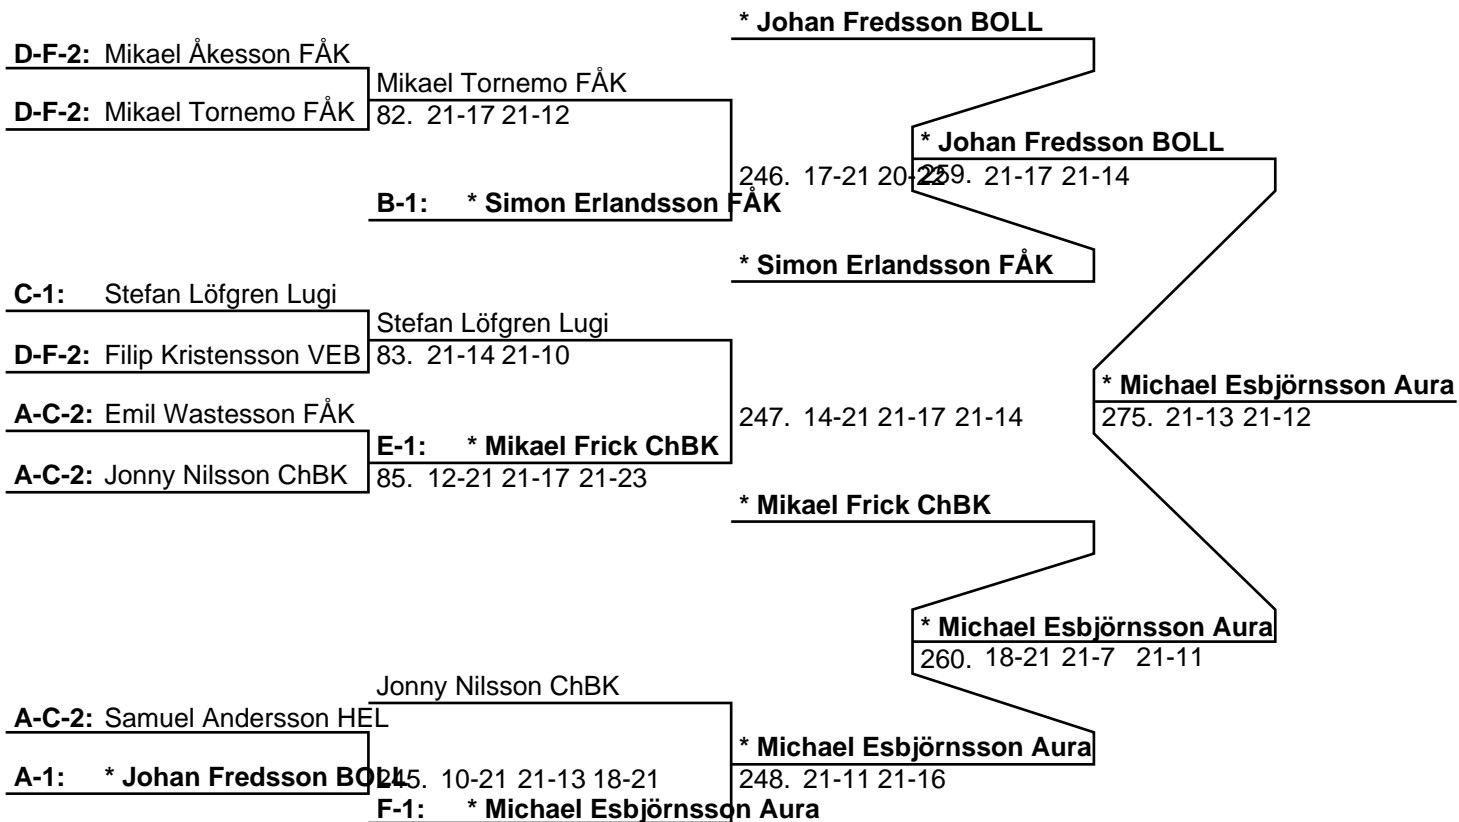 * Johan Fredsson BOLL
D-F-2: Mikael Åkesson FÅK
Mikael Tornemo FÅK
D-F-2: Mikael Tornemo FÅK
82. 21-17 21-12
* Johan Fredsson BOLL
246. 17-21 20-22
259. 21-17 21-14
B-1: * Simon Erlandsson FÅK
* Simon Erlandsson FÅK
C-1: Stefan Löfgren Lugi
Stefan Löfgren Lugi
D-F-2: Filip Kristensson VEB
83. 21-14 21-10
* Michael Esbjörnsson Aura
A-C-2: Emil Wastesson FÅK
247. 14-21 21-17 21-14
275. 21-13 21-12
E-1: * Mikael Frick ChBK
A-C-2: Jonny Nilsson ChBK
85. 12-21 21-17 21-23
* Mikael Frick ChBK
* Michael Esbjörnsson Aura
260. 18-21 21-7 21-11
Jonny Nilsson ChBK
A-C-2: Samuel Andersson HEL
* Michael Esbjörnsson Aura
A-1: * Johan Fredsson BOLL
245. 10-21 21-13 18-21
248. 21-11 21-16
F-1: * Michael Esbjörnsson Aura